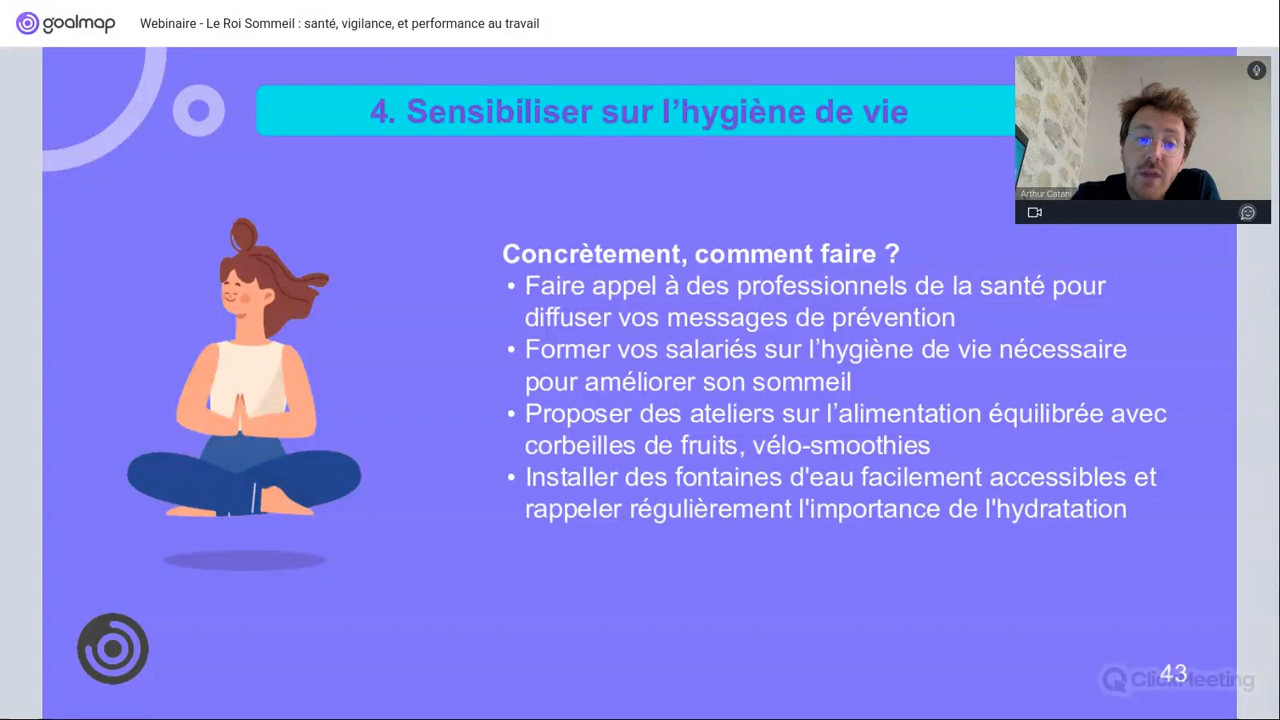 goalmap
Webinaire - Le Roi Sommeil : santé, vigilance, et performance au travail
4. Sensibiliser sur l’hygiène de vie
Arthur Catani
Concrètement, comment faire ?
• Faire appel à des professionnels de la santé pour
diffuser vos messages de prévention
• Former vos salariés sur l’hygiène de vie nécessaire
pour améliorer son sommeil
• Proposer des ateliers sur l’alimentation équilibrée avec
corbeilles de fruits, vélo-smoothies
• Installer des fontaines d'eau facilement accessibles et
rappeler régulièrement l'importance de l'hydratation
43
ClickMeeting